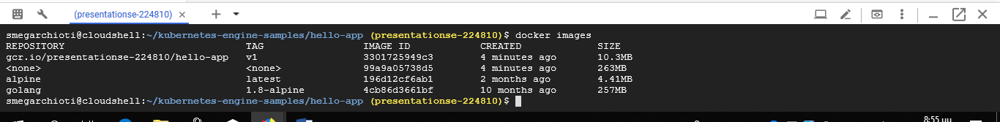 (presentationse-224810)
smegarchioti@cloudshell:~/kubernetes-engine-samples/hello-app (presentationse-224810)$ docker images
REPOSITORY TAG IMAGE ID CREATED SIZE
gcr.io/presentationse-224810/hello-app v1 3301725949c3 4 minutes ago 10.3MB
<none> <none> 99a9a05738d5 4 minutes ago 263MB
alpine latest 196d12cf6ab1 2 months ago 4.41MB
golang 1.8-alpine 4cb86d3661bf 10 months ago 257MB
smegarchioti@cloudshell:~/kubernetes-engine-samples/hello-app (presentationse-224810)$
8:55 μμ